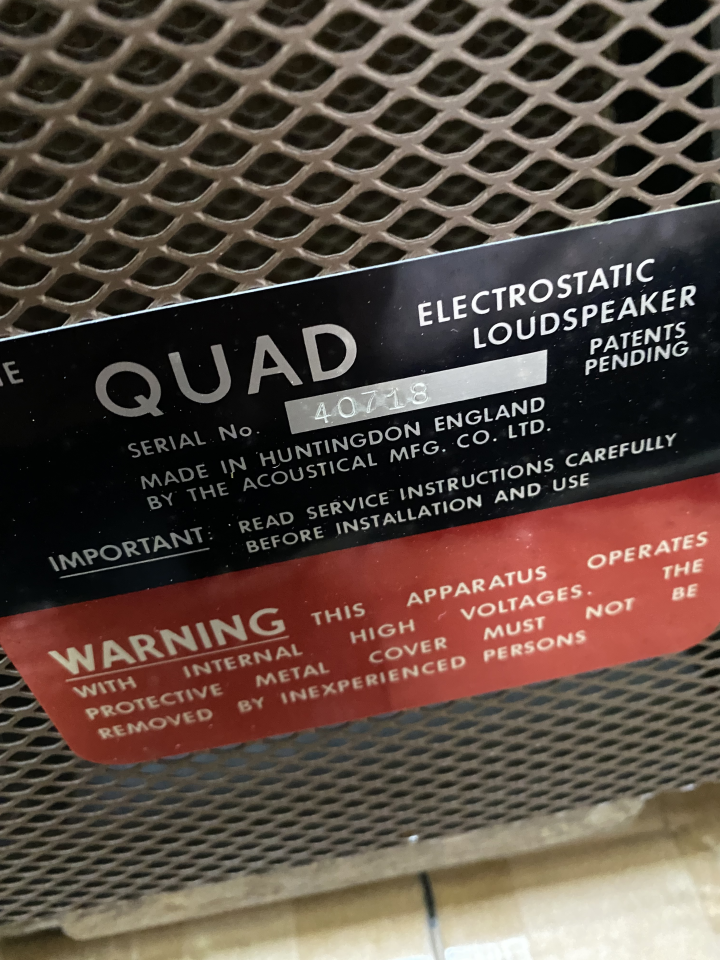 THE QUAD ELECTROSTATIC
LOUDSPEAKER
PATENTS
PENDING
SERIAL No. 40718
MADE IN HUNTINGDON ENGLAND
BY THE ACOUSTICAL MFG. CO. LTD.
IMPORTANT: READ SERVICE INSTRUCTIONS CAREFULLY
BEFORE INSTALLATION AND USE
WARNING THIS APPARATUS OPERATES
WITH INTERNAL HIGH VOLTAGES. THE
PROTECTIVE METAL COVER MUST NOT BE
REMOVED BY INEXPERIENCED PERSONS